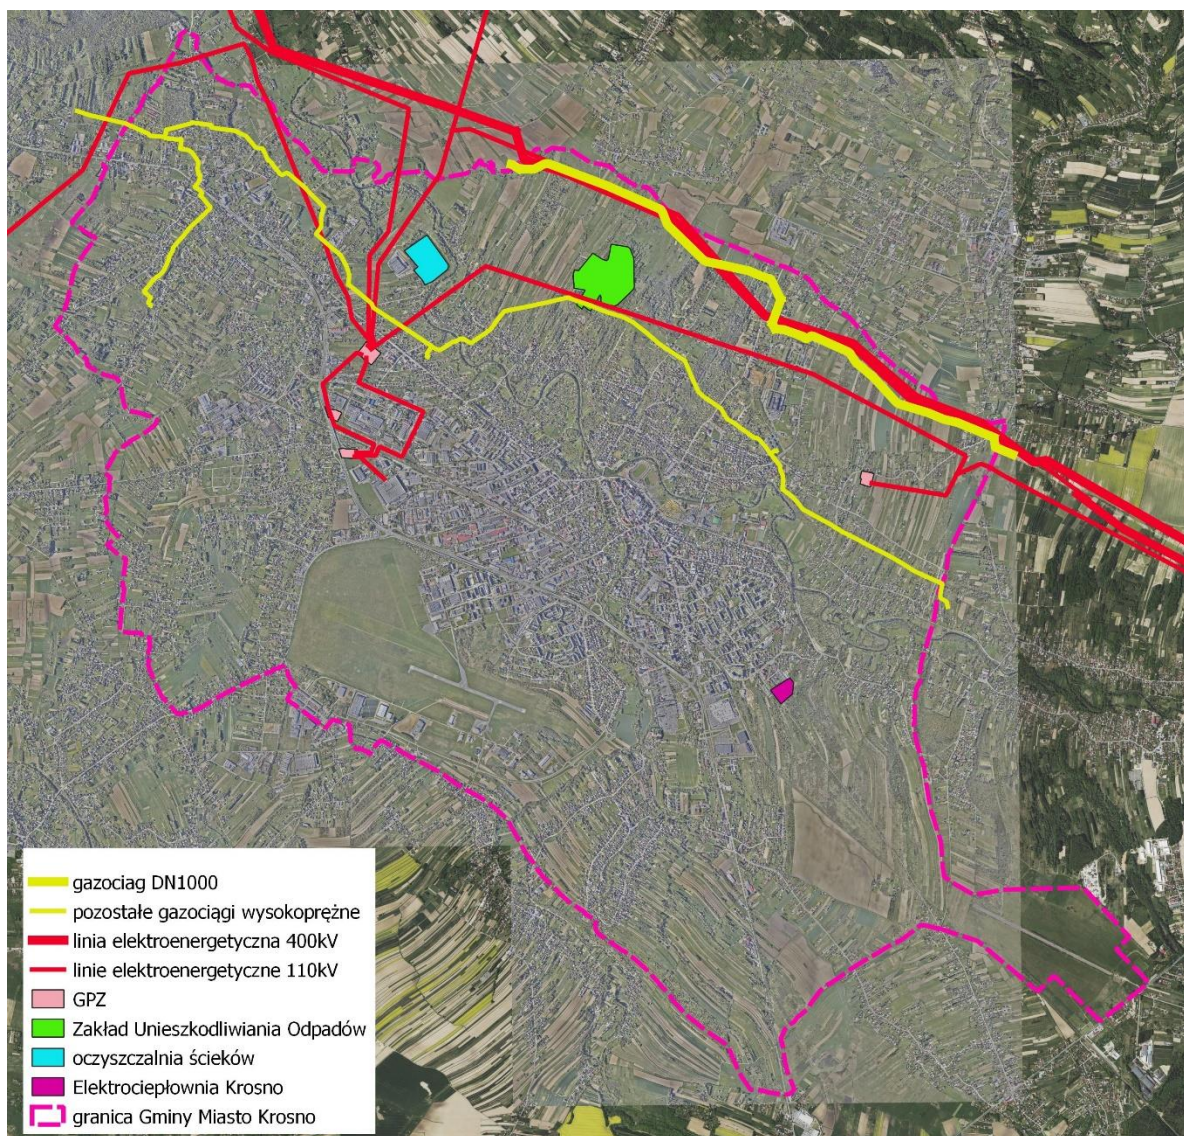 gazociag DN1000
pozostałe gazociągi wysokoprężne
linia elektroenergetyczna 400kV
linie elektroenergetyczne 110kV
GPZ
Zakład Unieszkodliwiania Odpadów
oczyszczalnia ścieków
Elektrociepłownia Krosno
granica Gminy Miasto Krosno